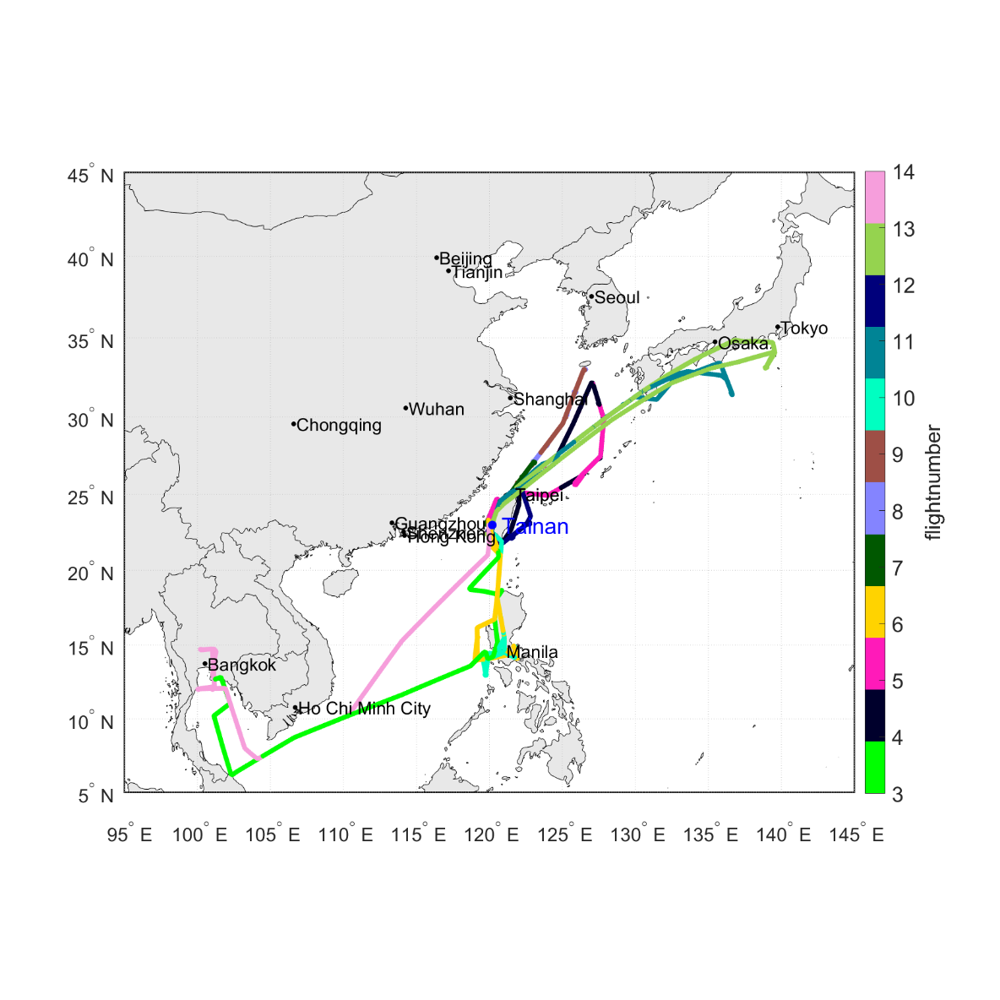 45° N
40° N
35° N
30° N
25° N
20° N
15° N
10° N
5° N
95° E
100° E
105° E
110° E
115° E
120° E
125° E
130° E
135° E
140° E
145° E
Beijing
Tianjin
Seoul
Tokyo
Osaka
Shanghai
Wuhan
Chongqing
Taipei
Guangzhou
Shenzhen
Hong Kong
Tainan
Manila
Bangkok
Ho Chi Minh City
14
13
12
11
10
9
8
7
6
5
4
3
flightnumber